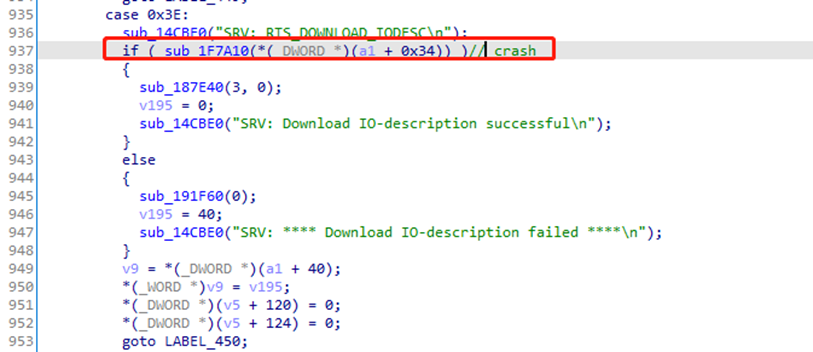 935 case 0x3E:
936 sub_14CBE0("SRV: RTS_DOWNLOAD_IODESC\n");
937 if ( sub_1F7A10(*(_DWORD *)(a1 + 0x34)) )// crash
938 {
939 sub_187E40(3, 0);
940 v195 = 0;
941 sub_14CBE0("SRV: Download IO-description successful\n");
942 }
943 else
944 {
945 sub_191F60(0);
946 v195 = 40;
947 sub_14CBE0("SRV: **** Download IO-description failed ****\n");
948 }
949 v9 = *(_DWORD *)(a1 + 40);
950 *(_WORD *)v9 = v195;
951 *(_DWORD *)(v5 + 120) = 0;
952 *(_DWORD *)(v5 + 124) = 0;
953 goto LABEL_450;